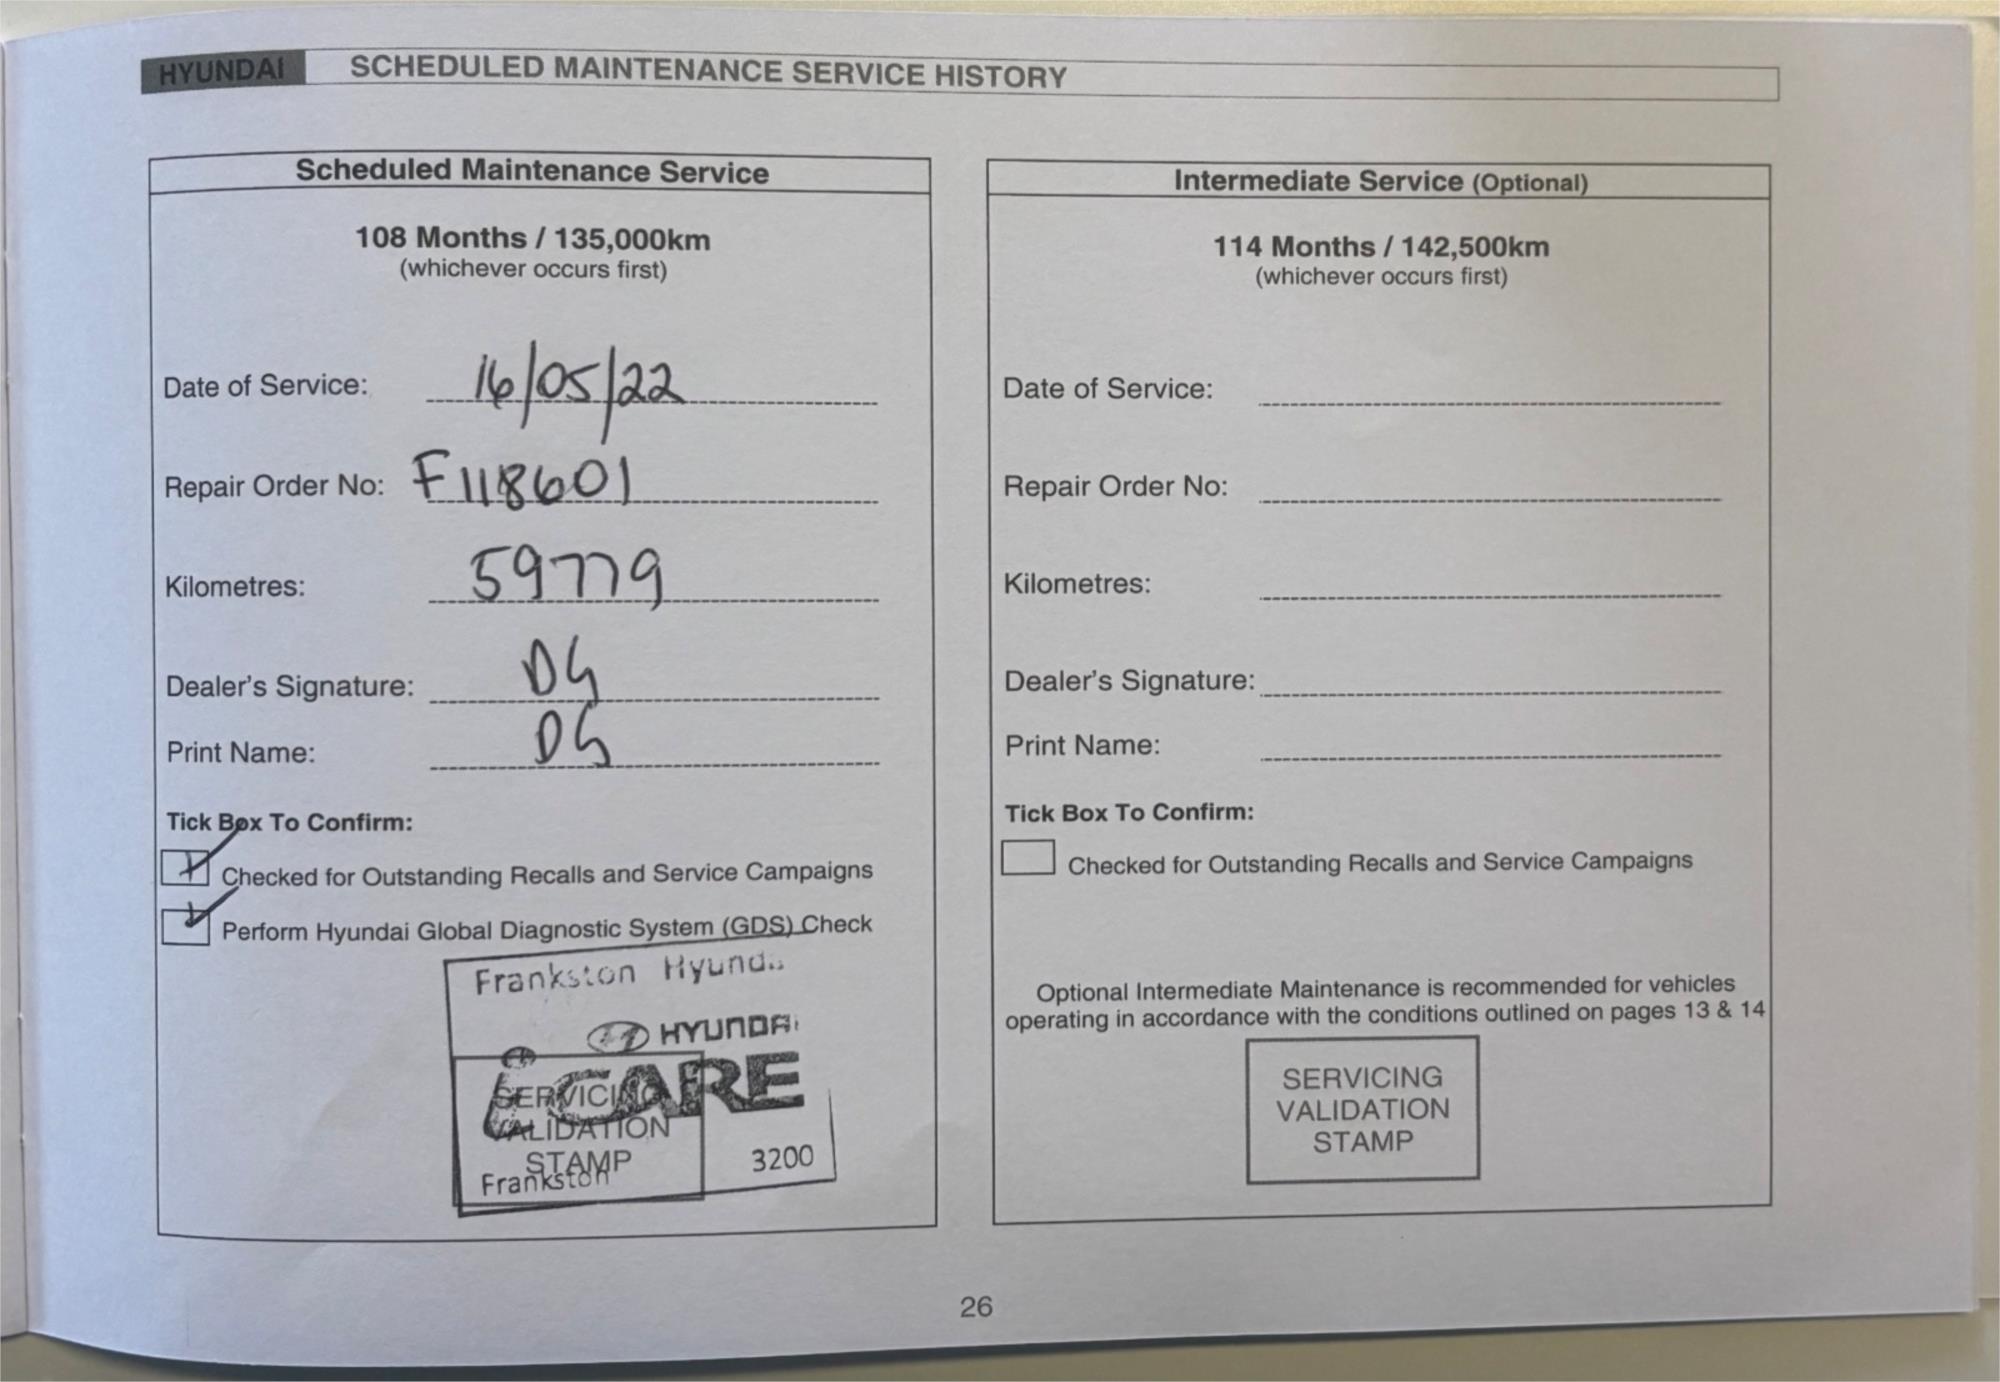 HYUNDAI SCHEDULED MAINTENANCE SERVICE HISTORY
Scheduled Maintenance Service
108 Months / 135,000km
(whichever occurs first)
Date of Service: 16/05/22
Repair Order No: F118601
Kilometres: 59779
Dealer's Signature: DG
Print Name: DG
Tick Box To Confirm:
Checked for Outstanding Recalls and Service Campaigns
Perform Hyundai Global Diagnostic System (GDS) Check
Frankston Hyund
HYUNDAI
iCARE
SERVICING
VALIDATION
STAMP
Frankston 3200
Intermediate Service (Optional)
114 Months / 142,500km
(whichever occurs first)
Date of Service:
Repair Order No:
Kilometres:
Dealer's Signature:
Print Name:
Tick Box To Confirm:
Checked for Outstanding Recalls and Service Campaigns
Optional Intermediate Maintenance is recommended for vehicles
operating in accordance with the conditions outlined on pages 13 & 14
SERVICING
VALIDATION
STAMP
26